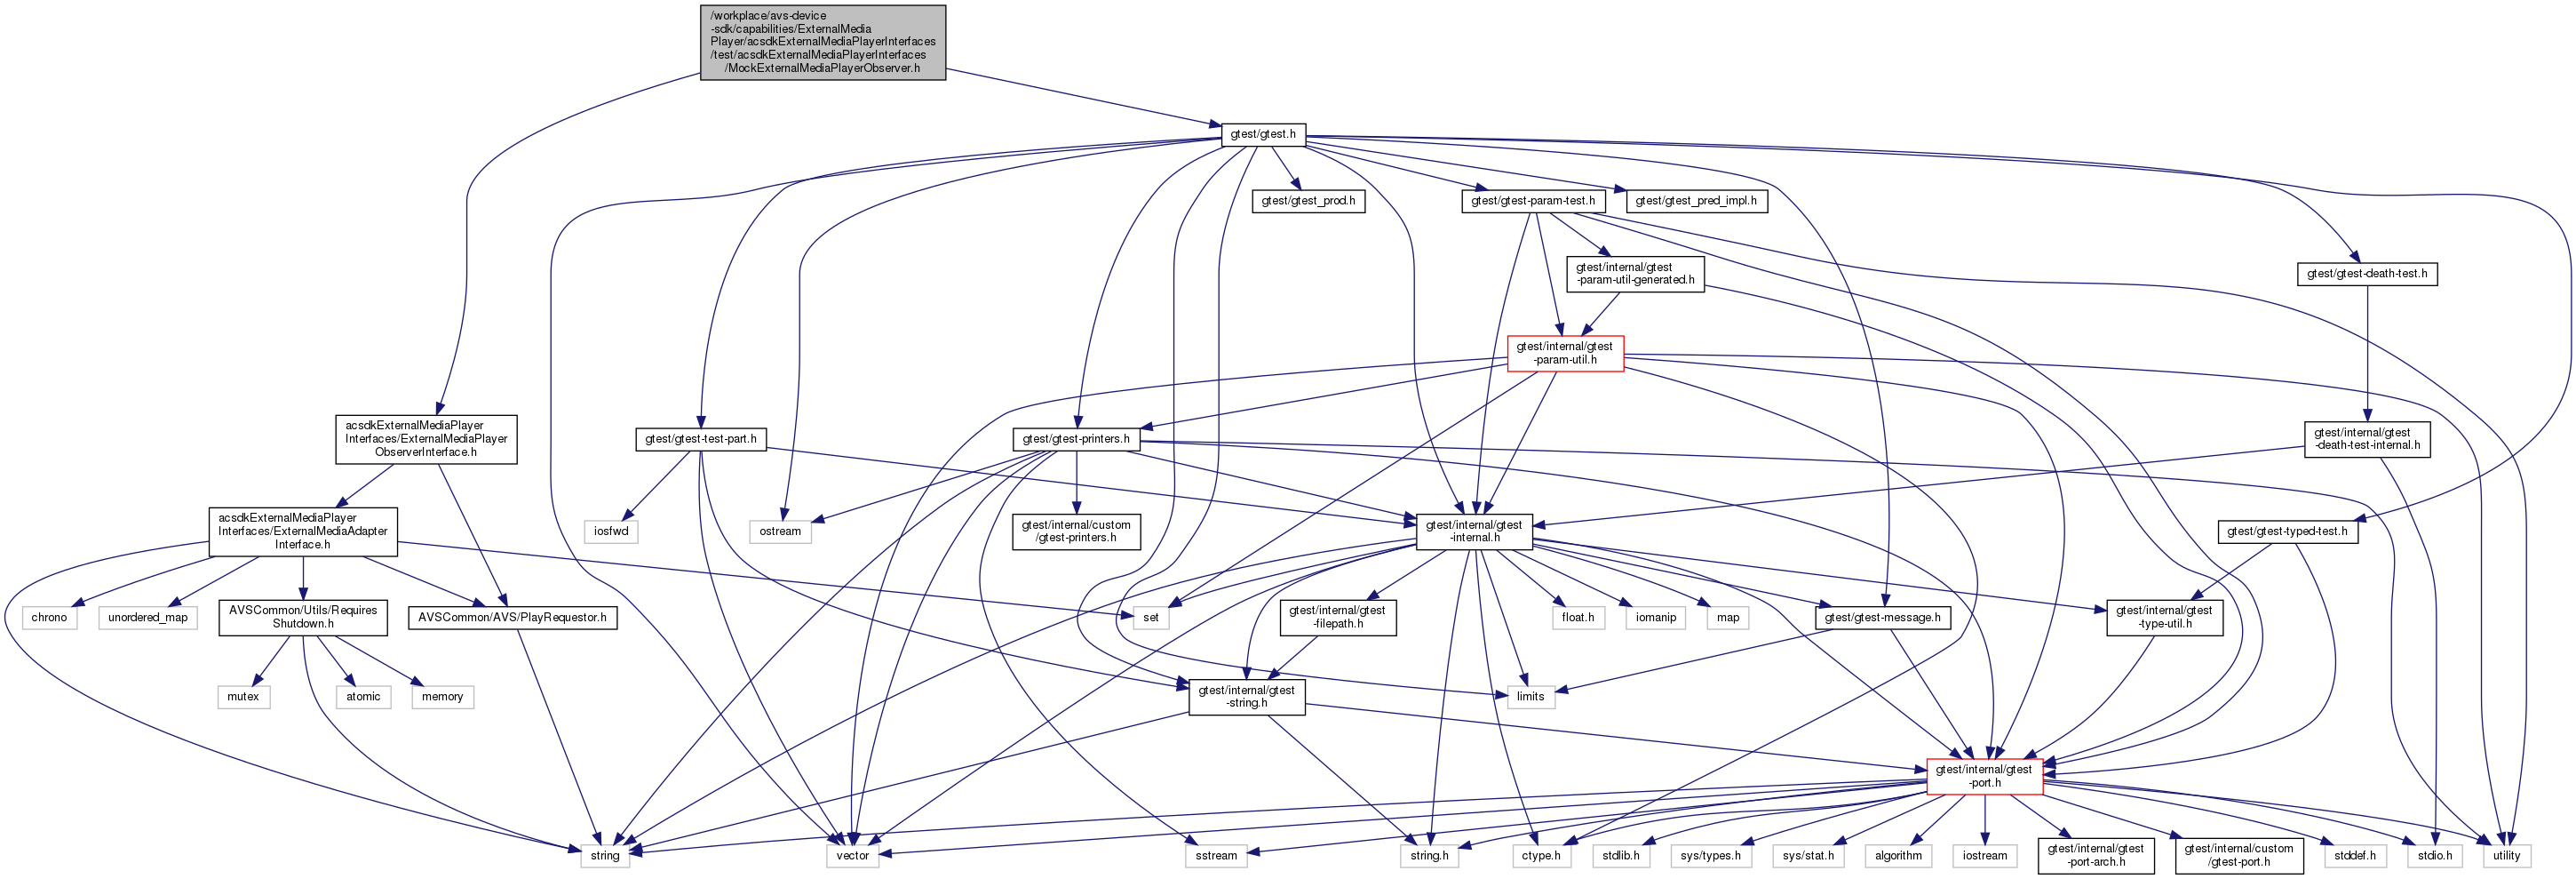 /workplace/avs-device
-sdk/capabilities/ExternalMedia
Player/acsdkExternalMediaPlayerInterfaces
/test/acsdkExternalMediaPlayerInterfaces
/MockExternalMediaPlayerObserver.h
gtest/gtest.h
gtest/gtest_prod.h
gtest/gtest-param-test.h
gtest/gtest_pred_impl.h
gtest/internal/gtest
-param-util-generated.h
gtest/gtest-death-test.h
gtest/internal/gtest
-param-util.h
acsdkExternalMediaPlayer
Interfaces/ExternalMediaPlayer
ObserverInterface.h
gtest/gtest-test-part.h
gtest/gtest-printers.h
gtest/internal/gtest
-death-test-internal.h
acsdkExternalMediaPlayer
Interfaces/ExternalMediaAdapter
Interface.h
iosfwd
ostream
gtest/internal/custom
/gtest-printers.h
gtest/internal/gtest
-internal.h
gtest/gtest-typed-test.h
chrono
unordered_map
AVSCommon/Utils/Requires
Shutdown.h
AVSCommon/AVS/PlayRequestor.h
set
gtest/internal/gtest
-filepath.h
float.h
iomanip
map
gtest/gtest-message.h
gtest/internal/gtest
-type-util.h
mutex
atomic
memory
gtest/internal/gtest
-string.h
limits
gtest/internal/gtest
-port.h
string
vector
sstream
string.h
ctype.h
stdlib.h
sys/types.h
sys/stat.h
algorithm
iostream
gtest/internal/gtest
-port-arch.h
gtest/internal/custom
/gtest-port.h
stddef.h
stdio.h
utility